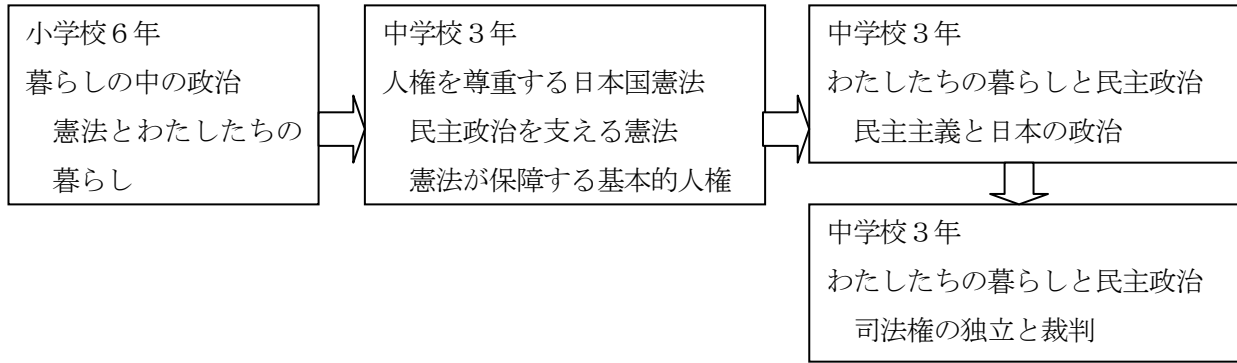 小学校６年
暮らしの中の政治
憲法とわたしたちの
暮らし
中学校３年
人権を尊重する日本国憲法
民主政治を支える憲法
憲法が保障する基本的人権
中学校３年
わたしたちの暮らしと民主政治
民主主義と日本の政治
中学校３年
わたしたちの暮らしと民主政治
司法権の独立と裁判